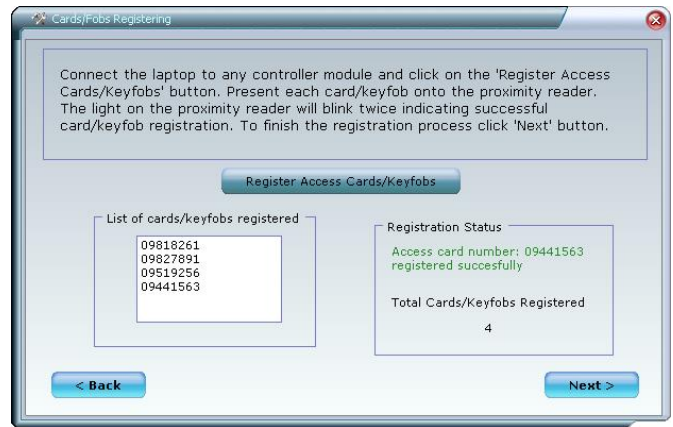 Cards/Fobs Registering
Connect the laptop to any controller module and click on the 'Register Access
Cards/Keyfobs' button. Present each card/keyfob onto the proximity reader.
The light on the proximity reader will blink twice indicating successful
card/keyfob registration. To finish the registration process click 'Next' button.
Register Access Cards/Keyfobs
List of cards/keyfobs registered
09818261
09827891
09519256
09441563
Registration Status
Access card number: 09441563
registered succesfully
Total Cards/Keyfobs Registered
4
< Back
Next >